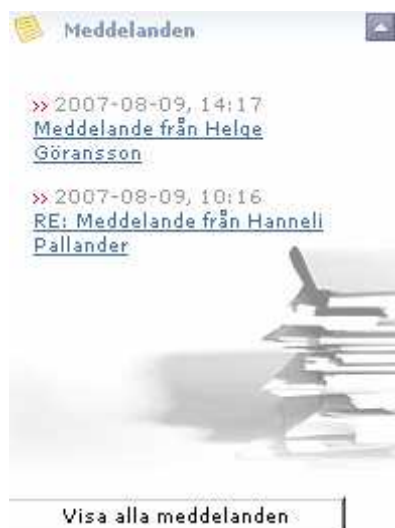 Meddelanden
>> 2007-08-09, 14:17
Meddelande från Helge
Göransson
>> 2007-08-09, 10:16
RE: Meddelande från Hanneli
Pallander
Visa alla meddelanden